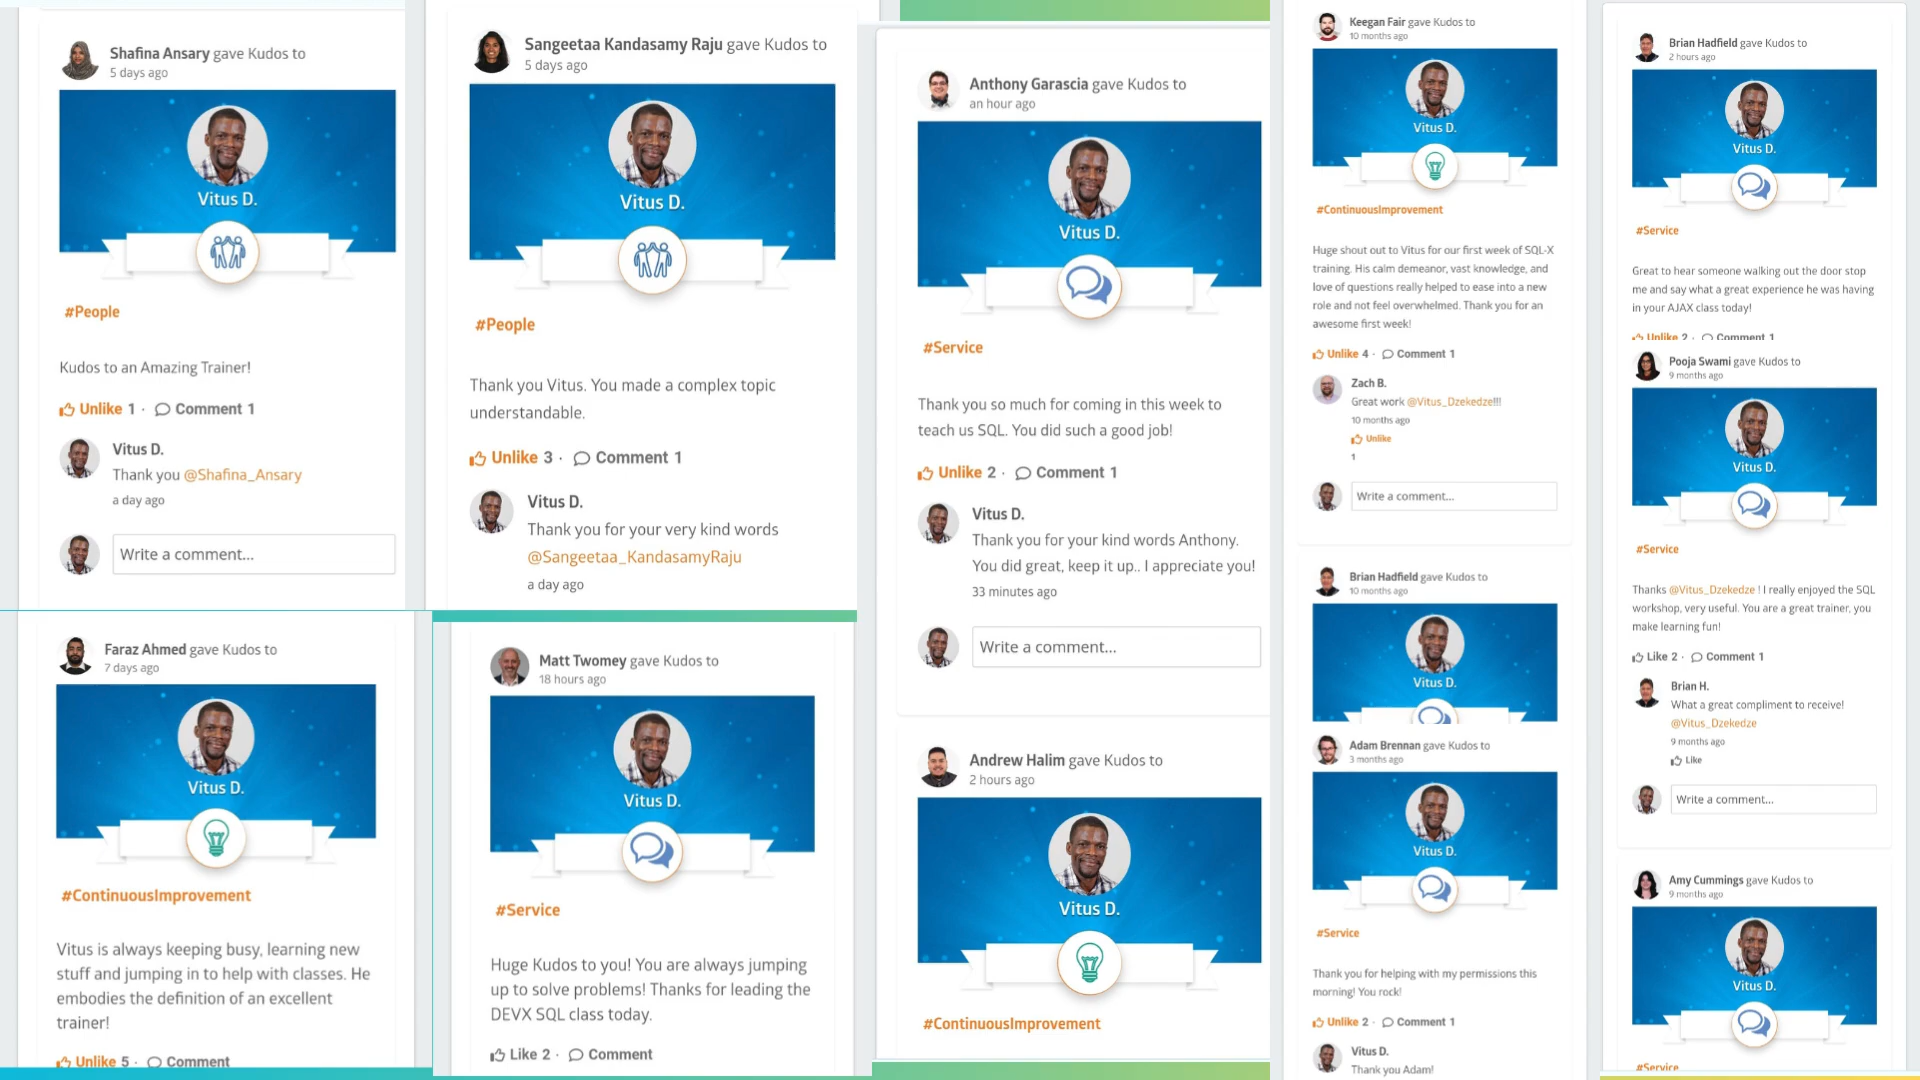 Shafina Ansary gave Kudos to
5 days ago
Vitus D.
#People
Kudos to an Amazing Trainer!
Unlike 1 · Comment 1
Vitus D.
Thank you @Shafina_Ansary
a day ago
Write a comment...
Faraz Ahmed gave Kudos to
7 days ago
Vitus D.
#ContinuousImprovement
Vitus is always keeping busy, learning new
stuff and jumping in to help with classes. He
embodies the definition of an excellent
trainer!
Unlike 5 · Comment
Sangeetaa Kandasamy Raju gave Kudos to
5 days ago
Vitus D.
#People
Thank you Vitus. You made a complex topic
understandable.
Unlike 3 · Comment 1
Vitus D.
Thank you for your very kind words
@Sangeetaa_KandasamyRaju
a day ago
Matt Twomey gave Kudos to
18 hours ago
Vitus D.
#Service
Huge Kudos to you! You are always jumping
up to solve problems! Thanks for leading the
DEVX SQL class today.
Like 2 · Comment
Anthony Garascia gave Kudos to
an hour ago
Vitus D.
#Service
Thank you so much for coming in this week to
teach us SQL. You did such a good job!
Unlike 2 · Comment 1
Vitus D.
Thank you for your kind words Anthony.
You did great, keep it up.. I appreciate you!
33 minutes ago
Write a comment...
Andrew Halim gave Kudos to
2 hours ago
Vitus D.
#ContinuousImprovement
Keegan Fair gave Kudos to
10 months ago
Vitus D.
#ContinuousImprovement
Huge shout out to Vitus for our first week of SQL-X
training. His calm demeanor, vast knowledge, and
love of questions really helped to ease into a new
role and not feel overwhelmed. Thank you for an
awesome first week!
Unlike 4 · Comment 1
Zach B.
Great work @Vitus_Dzekedze!!!
10 months ago
Unlike
1
Write a comment...
Brian Hadfield gave Kudos to
10 months ago
Vitus D.
Adam Brennan gave Kudos to
3 months ago
Vitus D.
#Service
Thank you for helping with my permissions this
morning! You rock!
Unlike 2 · Comment 1
Vitus D.
Thank you Adam!
Brian Hadfield gave Kudos to
2 hours ago
Vitus D.
#Service
Great to hear someone walking out the door stop
me and say what a great experience he was having
in your AJAX class today!
Unlike 2 · Comment 1
Pooja Swami gave Kudos to
9 months ago
Vitus D.
#Service
Thanks @Vitus_Dzekedze ! I really enjoyed the SQL
workshop, very useful. You are a great trainer, you
make learning fun!
Like 2 · Comment 1
Brian H.
What a great compliment to receive!
@Vitus_Dzekedze
9 months ago
Like
Write a comment...
Amy Cummings gave Kudos to
9 months ago
Vitus D.
#Service